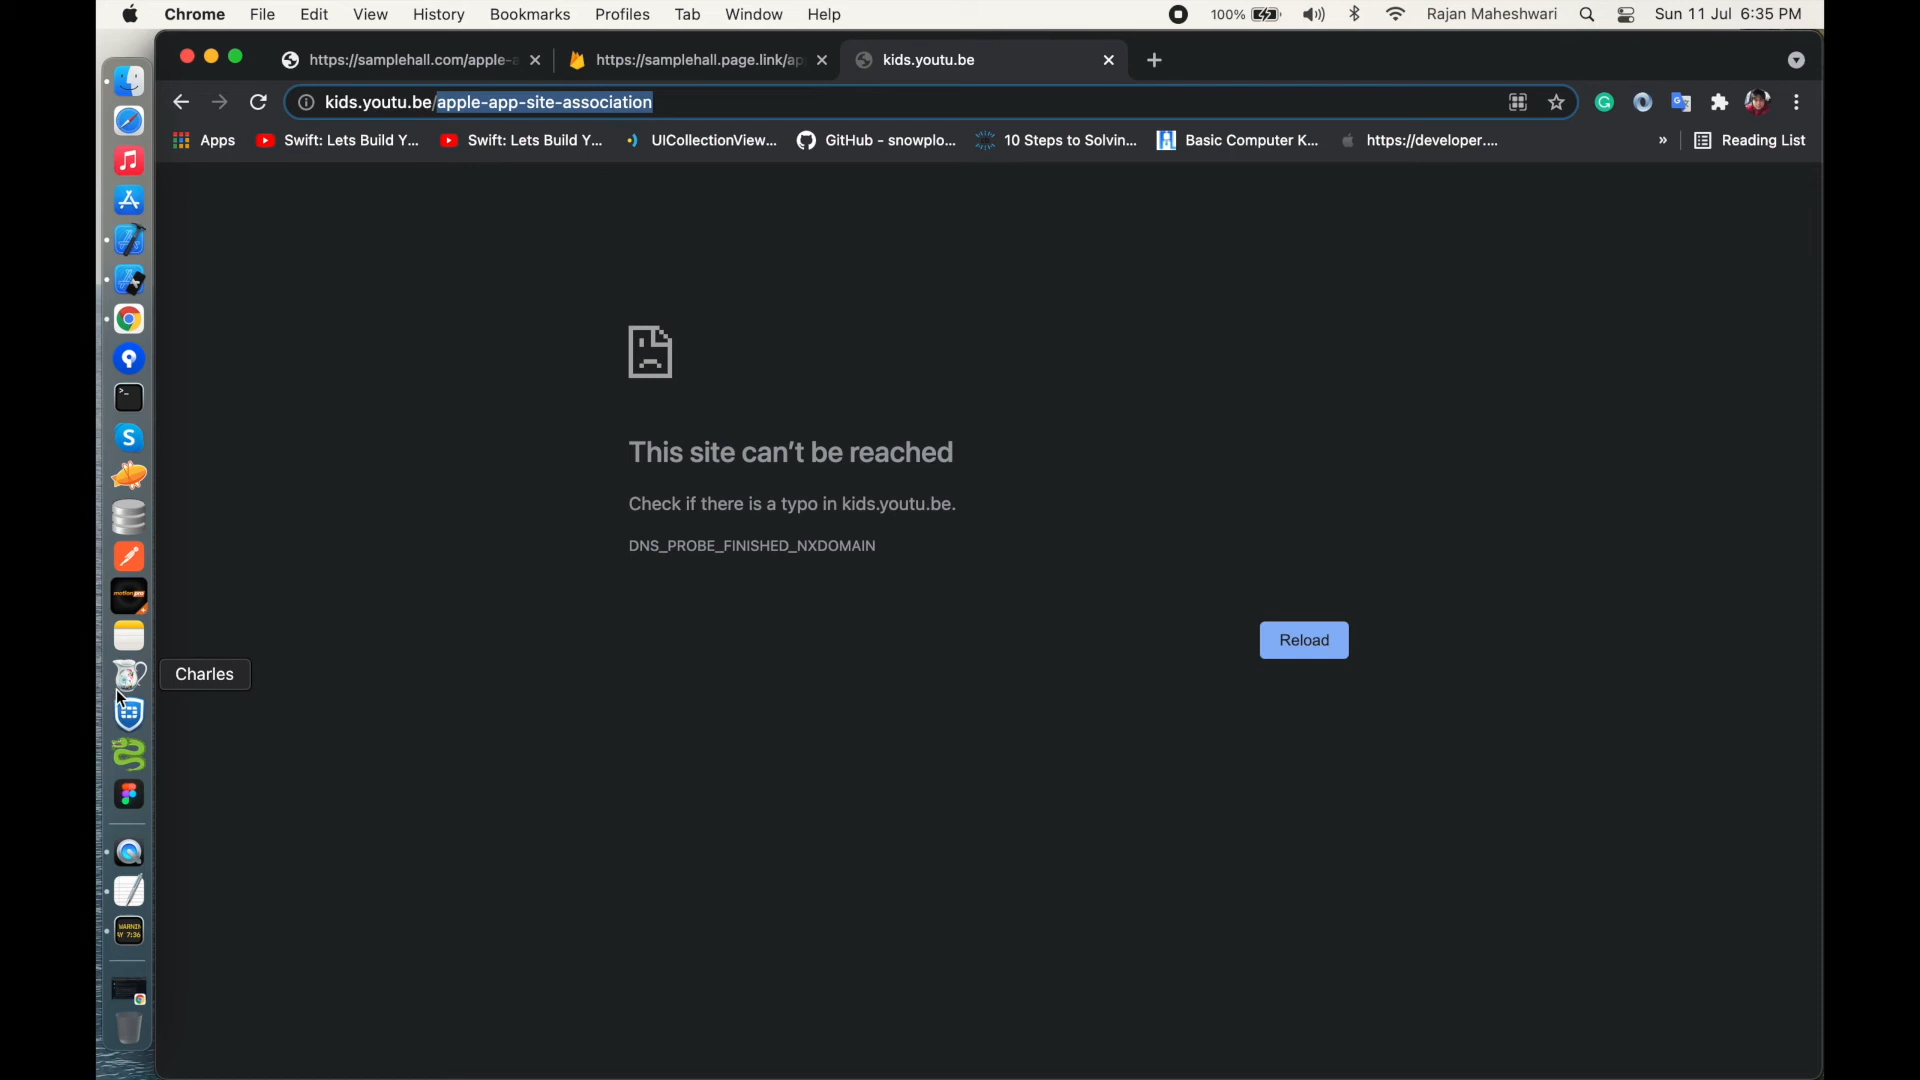 Chrome File Edit View History Bookmarks Profiles Tab Window Help 100% Rajan Maheshwari Sun 11 Jul 6:35 PM
https://samplehall.com/apple-a https://samplehall.page.link/ap kids.youtu.be
kids.youtu.be/apple-app-site-association
Apps Swift: Lets Build Y... Swift: Lets Build Y... UICollectionView... GitHub - snowplo... 10 Steps to Solvin... Basic Computer K... https://developer.... » Reading List
This site can't be reached
Check if there is a typo in kids.youtu.be.
DNS_PROBE_FINISHED_NXDOMAIN
Reload
Charles